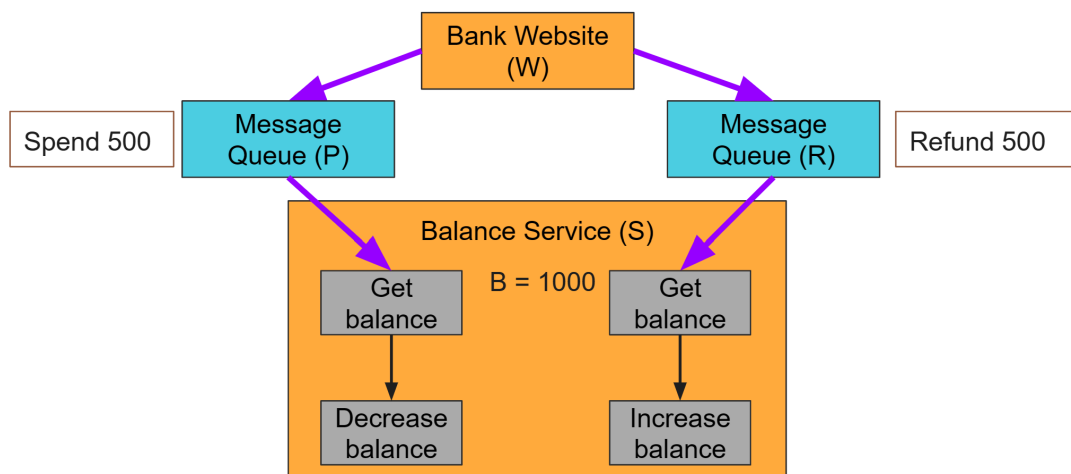 Bank Website
(W)
Spend 500
Message
Queue (P)
Message
Queue (R)
Refund 500
Balance Service (S)
B = 1000
Get
balance
Get
balance
Decrease
balance
Increase
balance